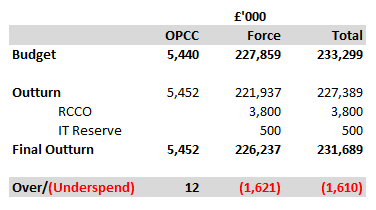 £'000
OPCC Force Total
Budget 5,440 227,859 233,299
Outturn 5,452 221,937 227,389
RCCO 3,800 3,800
IT Reserve 500 500
Final Outturn 5,452 226,237 231,689
Over/(Underspend) 12 (1,621) (1,610)